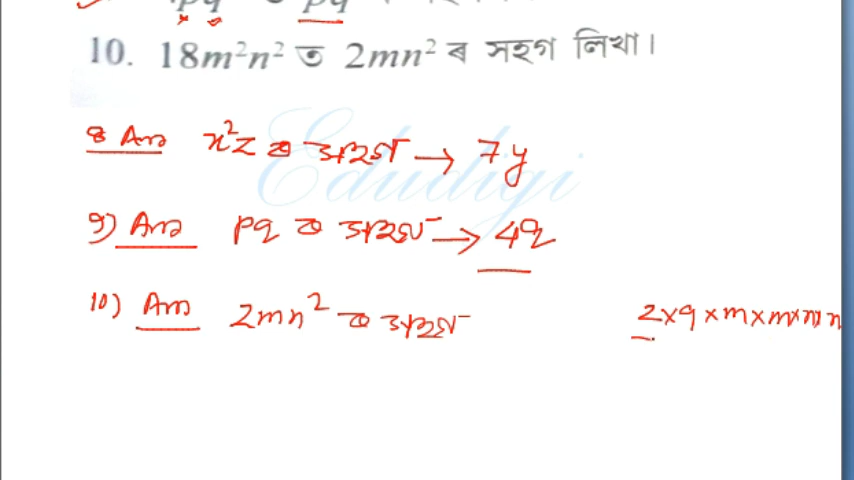 10. 18m²n² ত 2mn² ৰ সহগ লিখা।
8 Ans x²z ৰ সহগ → 7y
Edudigi
9) Ans pq ৰ সহগ → 4q
10) Ans 2mn² ৰ সহগ
2×9×m×m×n×n